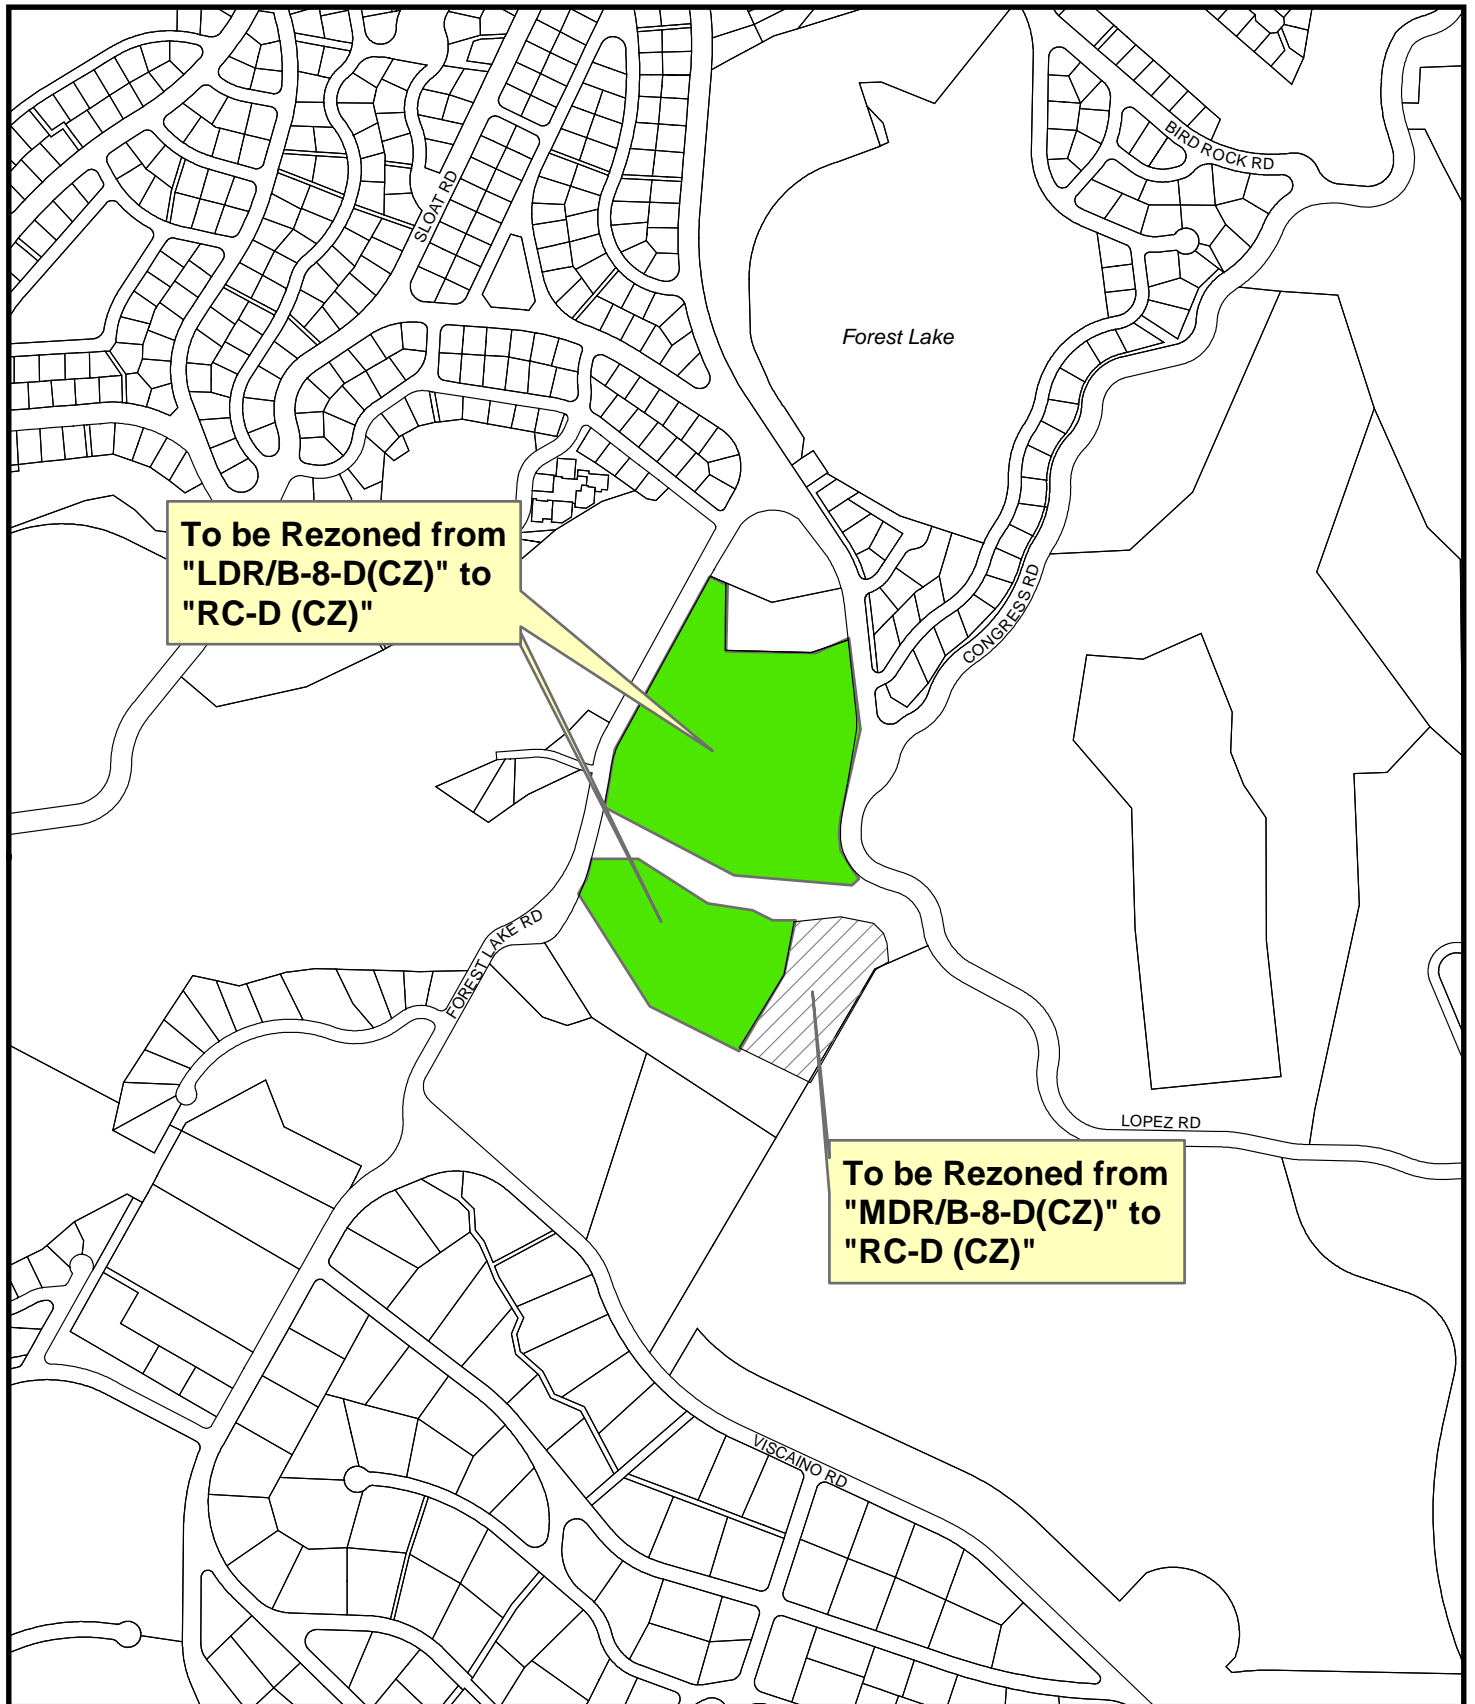 BIRD ROCK RD
SLOAT RD
Forest Lake
To be Rezoned from
"LDR/B-8-D(CZ)" to
"RC-D (CZ)"
CONGRESS RD
FOREST LAKE RD
LOPEZ RD
To be Rezoned from
"MDR/B-8-D(CZ)" to
"RC-D (CZ)"
VISCAINO RD